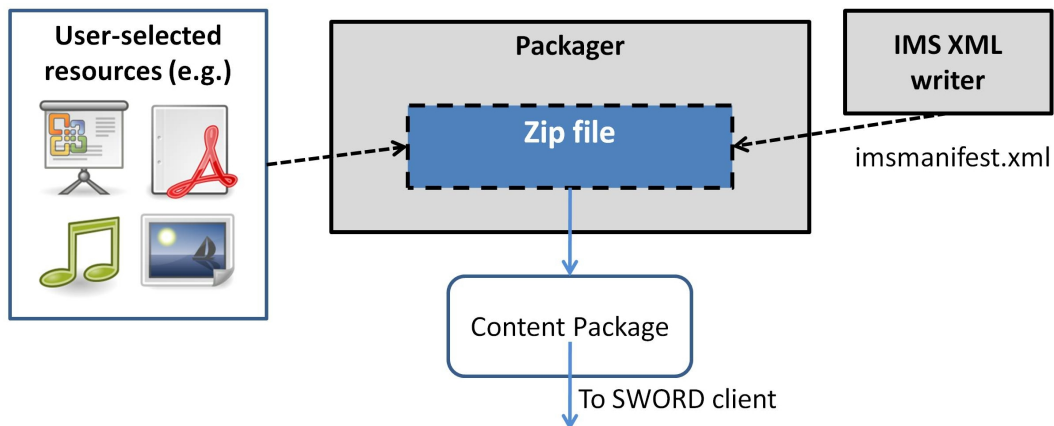 User-selected
resources (e.g.)
Packager
Zip file
IMS XML
writer
imsmanifest.xml
Content Package
To SWORD client